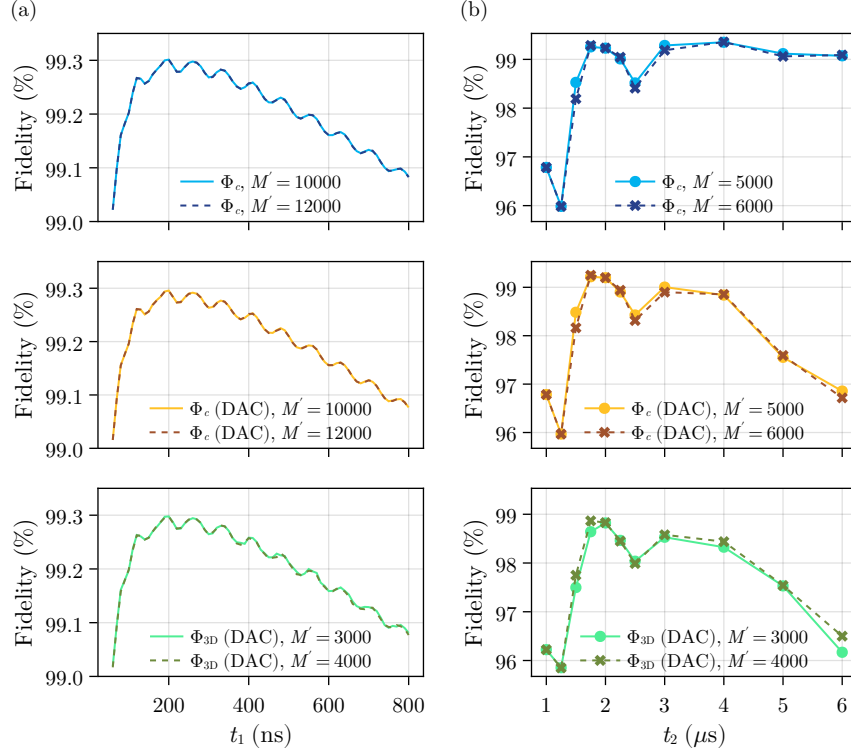 (a)
99.3
99.2
99.1
99.0
Fidelity (%)
Φc, M′ = 10000
M′ = 12000
(b)
99
98
97
96
Fidelity (%)
Φc, M′ = 5000
Φc, M′ = 6000
99.3
99.2
99.1
99.0
Fidelity (%)
Φc (DAC), M′ = 10000
Φc (DAC), M′ = 12000
99
98
97
96
Fidelity (%)
Φc (DAC), M′ = 5000
Φc (DAC), M′ = 6000
99.3
99.2
99.1
99.0
Fidelity (%)
Φ3D (DAC), M′ = 3000
Φ3D (DAC), M′ = 4000
200 400 600 800
t1 (ns)
99
98
97
96
Fidelity (%)
Φ3D (DAC), M′ = 3000
Φ3D (DAC), M′ = 4000
1 2 3 4 5 6
t2 (μs)